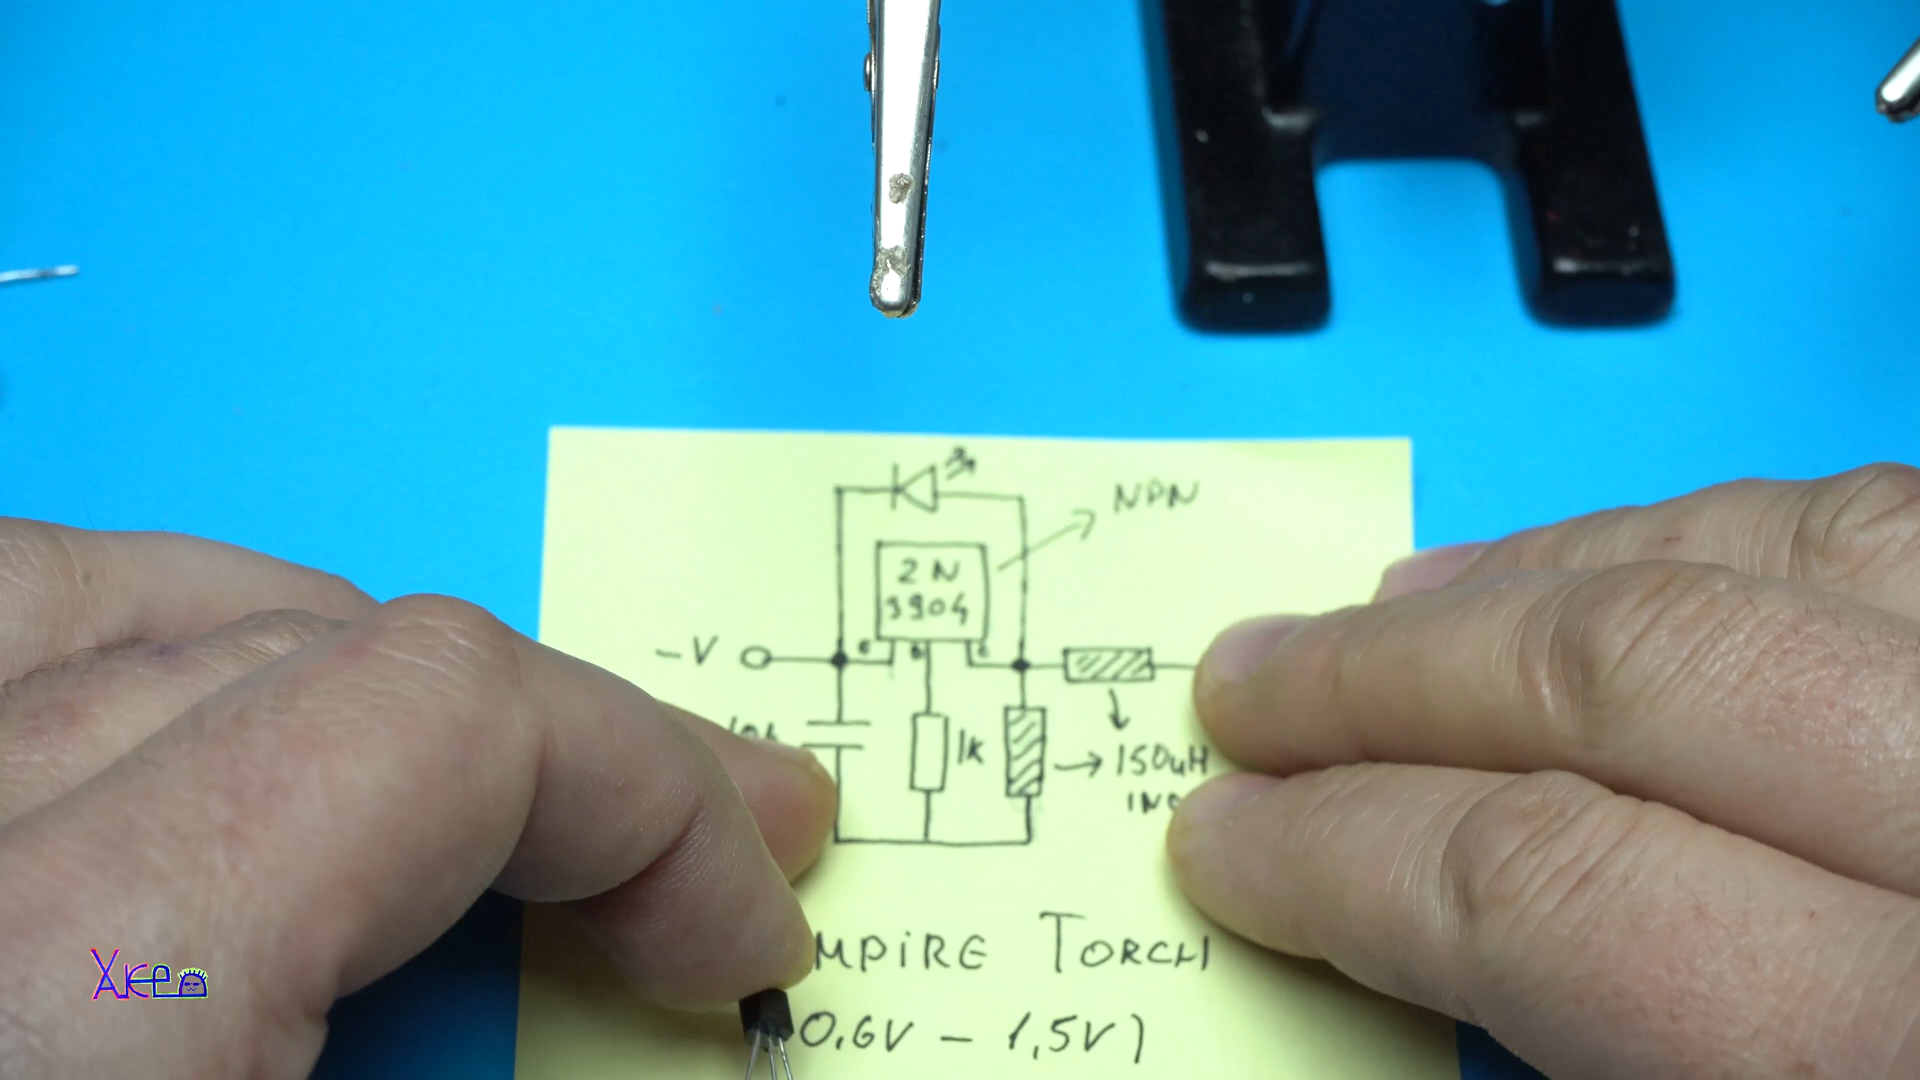 NPN
2N
3904
e b c
-V
1k
150uH
MPIRE TORCH
0.6V - 1,5V)